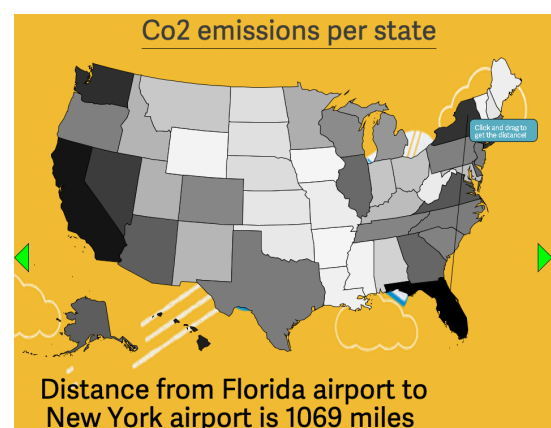 Co2 emissions per state
Click and drag to
get the distance!
Distance from Florida airport to
New York airport is 1069 miles